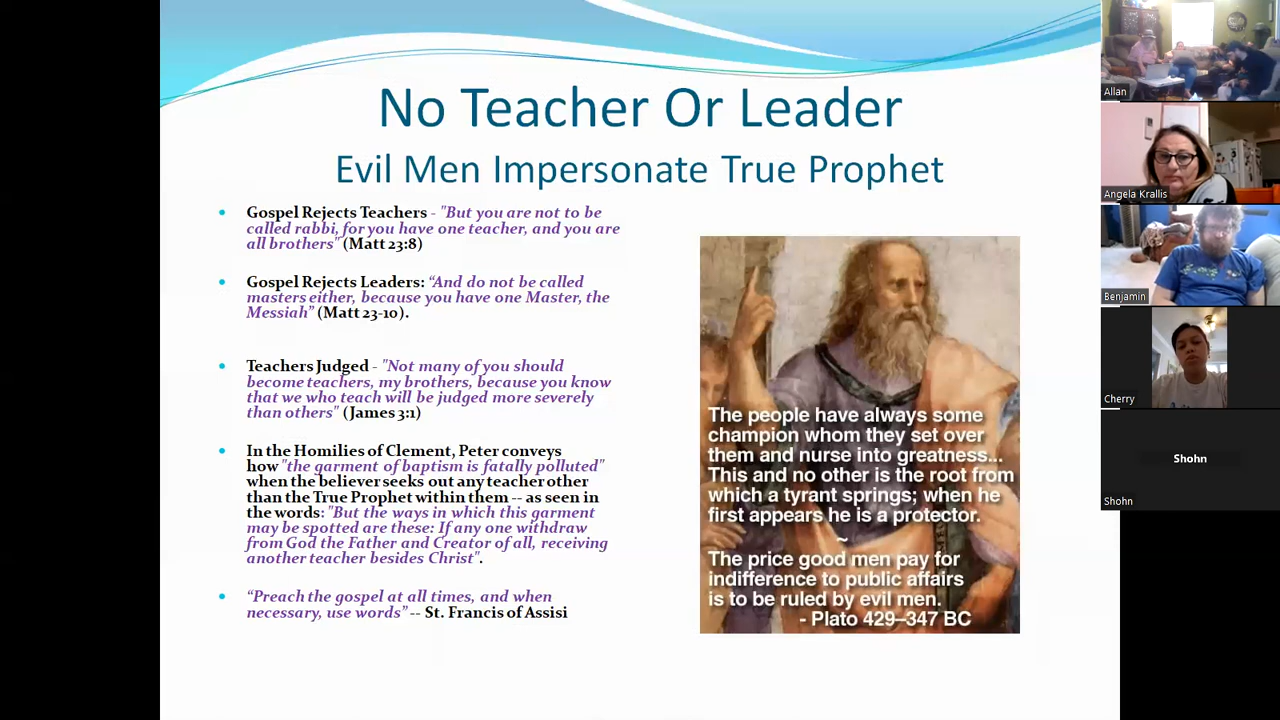 No Teacher Or Leader
Evil Men Impersonate True Prophet
Gospel Rejects Teachers - "But you are not to be
called rabbi, for you have one teacher, and you are
all brothers" (Matt 23:8)
Gospel Rejects Leaders: “And do not be called
masters either, because you have one Master, the
Messiah” (Matt 23-10).
Teachers Judged - "Not many of you should
become teachers, my brothers, because you know
that we who teach will be judged more severely
than others" (James 3:1)
In the Homilies of Clement, Peter conveys
how "the garment of baptism is fatally polluted"
when the believer seeks out any teacher other
than the True Prophet within them -- as seen in
the words: "But the ways in which this garment
may be spotted are these: If any one withdraw
from God the Father and Creator of all, receiving
another teacher besides Christ".
“Preach the gospel at all times, and when
necessary, use words” -- St. Francis of Assisi
The people have always some
champion whom they set over
them and nurse into greatness...
This and no other is the root from
which a tyrant springs; when he
first appears he is a protector.
~
The price good men pay for
indifference to public affairs
is to be ruled by evil men.
- Plato 429–347 BC
Allan
Angela Krallis
Benjamin
Cherry
Shohn
Shohn